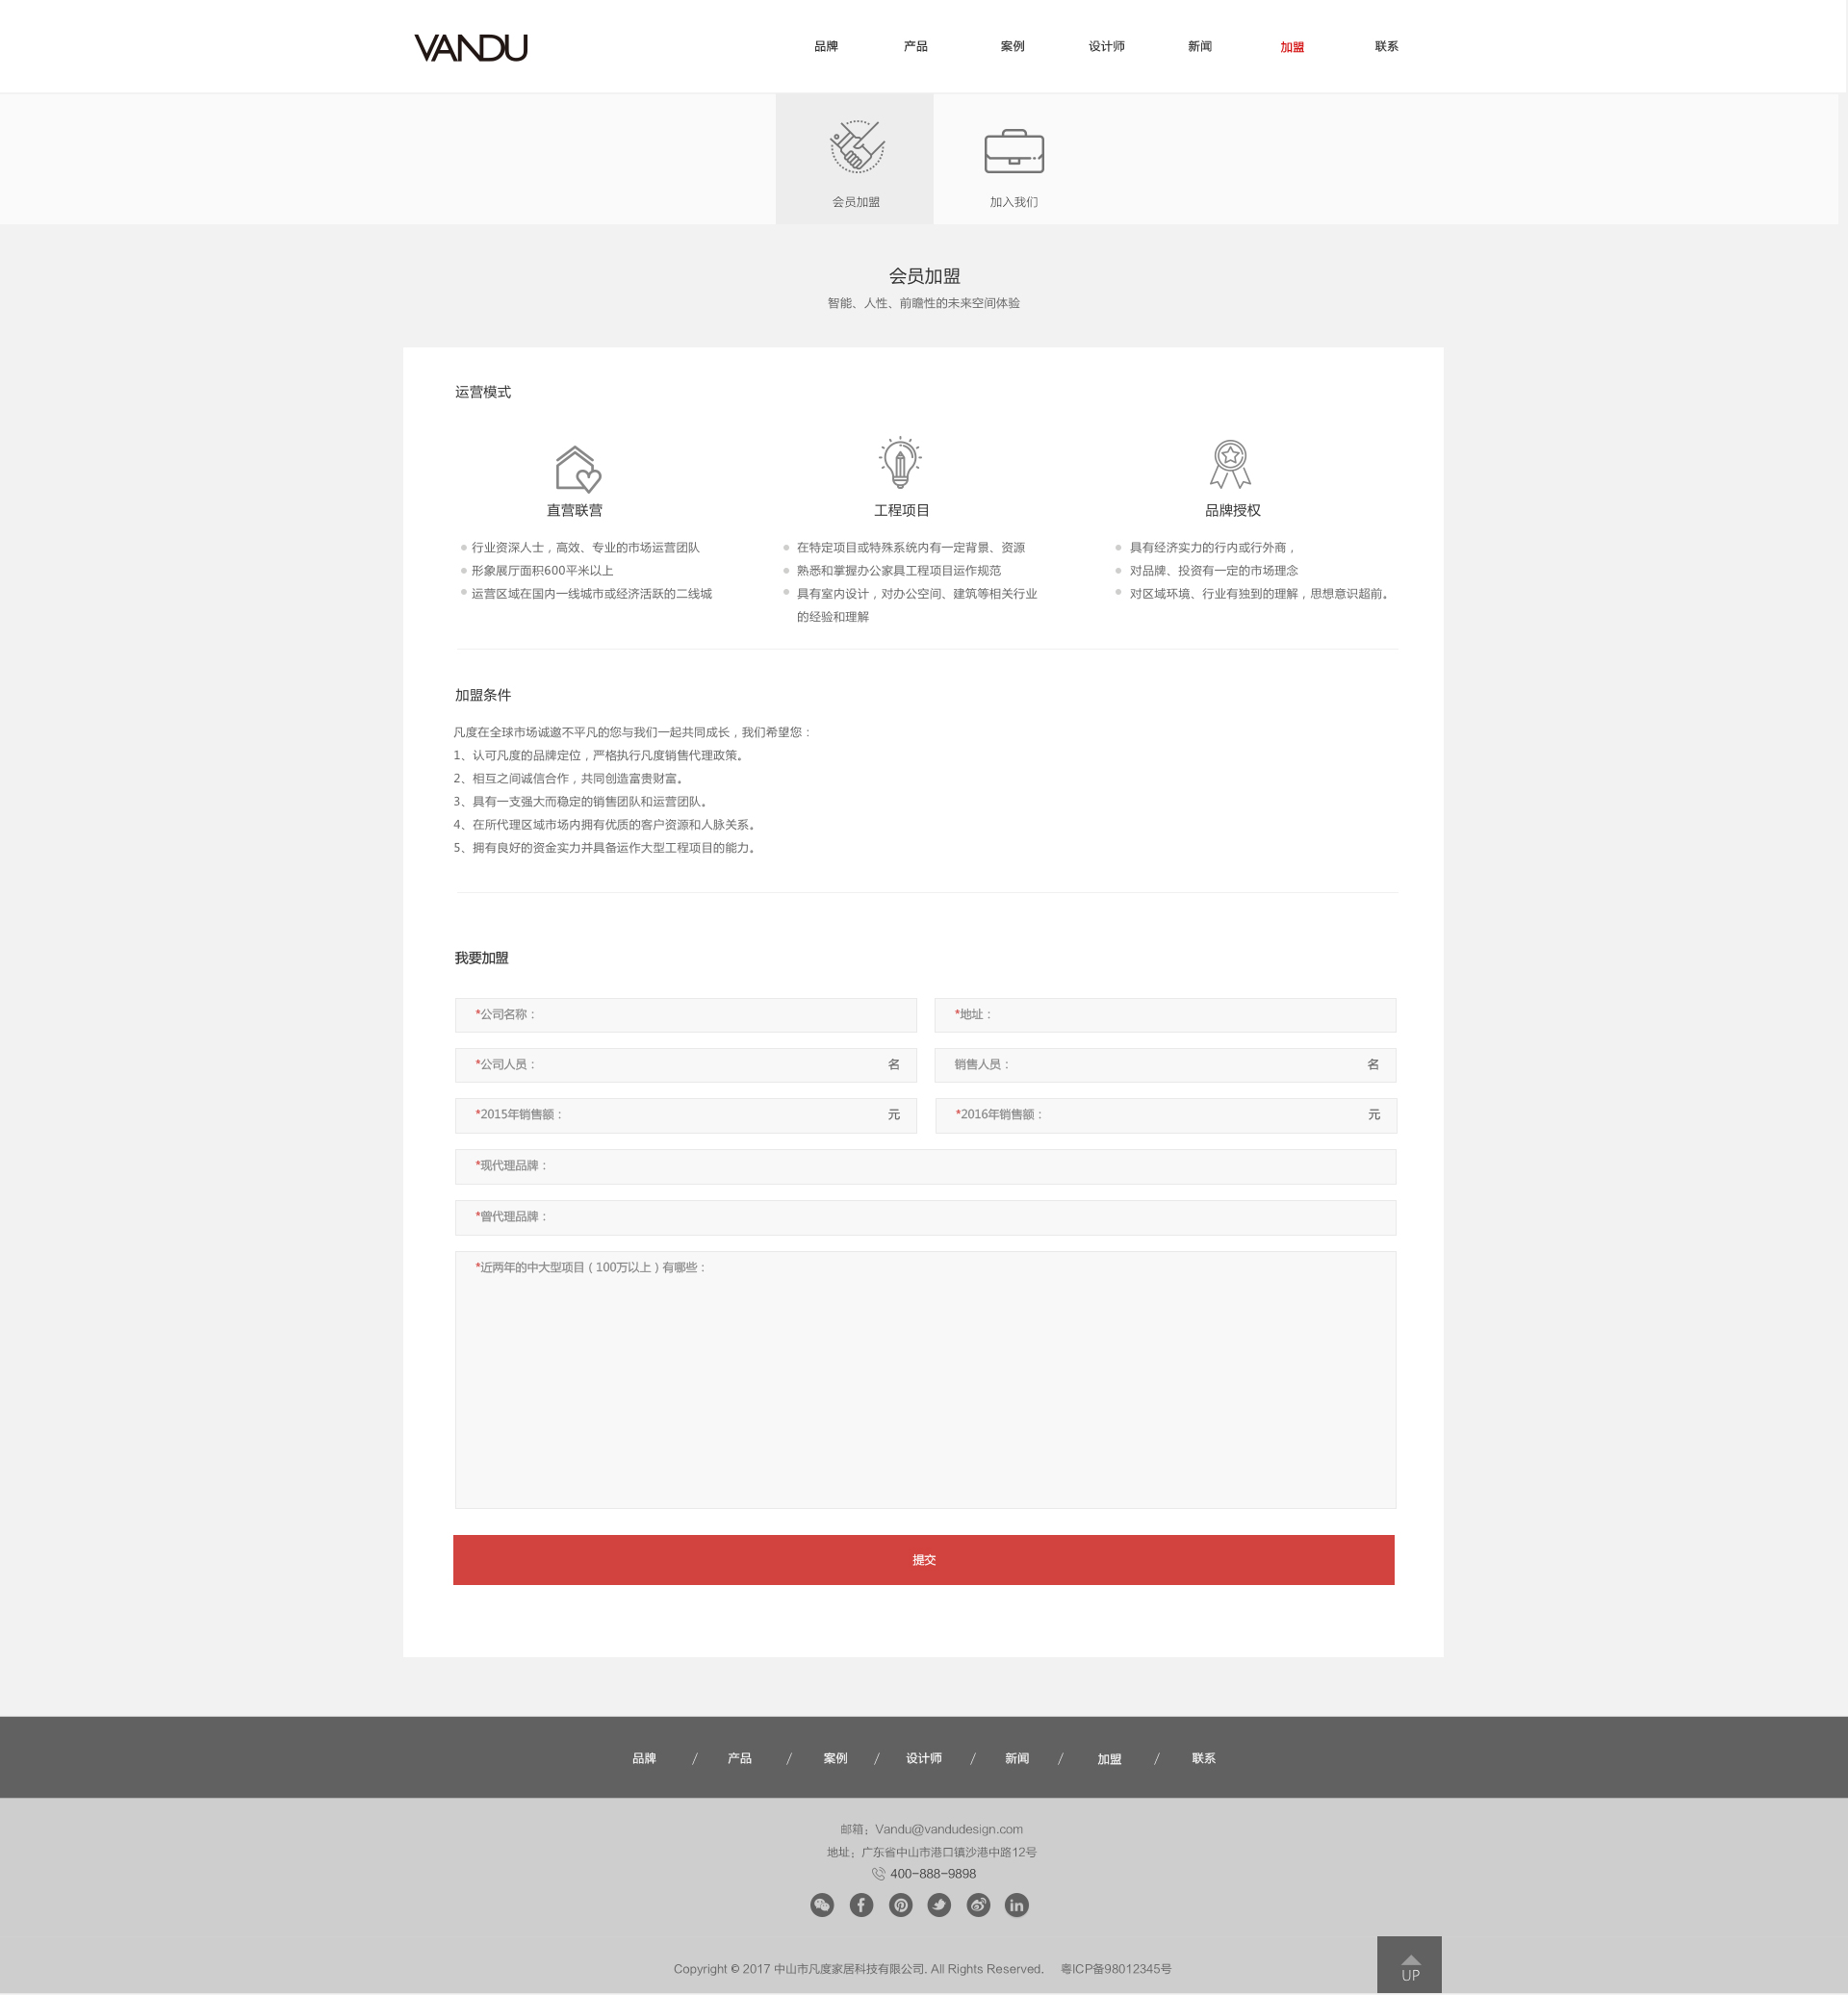 VANDU
品牌 产品 案例 设计师 新闻 加盟 联系
会员加盟 加入我们
会员加盟
智能、人性、前瞻性的未来空间体验
运营模式
直营联营
行业资深人士，高效、专业的市场运营团队
形象展厅面积600平米以上
运营区域在国内一线城市或经济活跃的二线城
工程项目
在特定项目或特殊系统内有一定背景、资源
熟悉和掌握办公家具工程项目运作规范
具有室内设计，对办公空间、建筑等相关行业
的经验和理解
品牌授权
具有经济实力的行内或行外商，
对品牌、投资有一定的市场理念
对区域环境、行业有独到的理解，思想意识超前。
加盟条件
凡度在全球市场诚邀不平凡的您与我们一起共同成长，我们希望您：
1、认可凡度的品牌定位，严格执行凡度销售代理政策。
2、相互之间诚信合作，共同创造富贵财富。
3、具有一支强大而稳定的销售团队和运营团队。
4、在所代理区域市场内拥有优质的客户资源和人脉关系。
5、拥有良好的资金实力并具备运作大型工程项目的能力。
我要加盟
*公司名称： *地址：
*公司人员： 名 销售人员： 名
*2015年销售额： 元 *2016年销售额： 元
*现代理品牌：
*曾代理品牌：
*近两年的中大型项目（100万以上）有哪些：
提交
品牌 / 产品 / 案例 / 设计师 / 新闻 / 加盟 / 联系
邮箱：Vandu@vandudesign.com
地址：广东省中山市港口镇沙港中路12号
400-888-9898
Copyright © 2017 中山市凡度家居科技有限公司. All Rights Reserved. 粤ICP备98012345号
UP